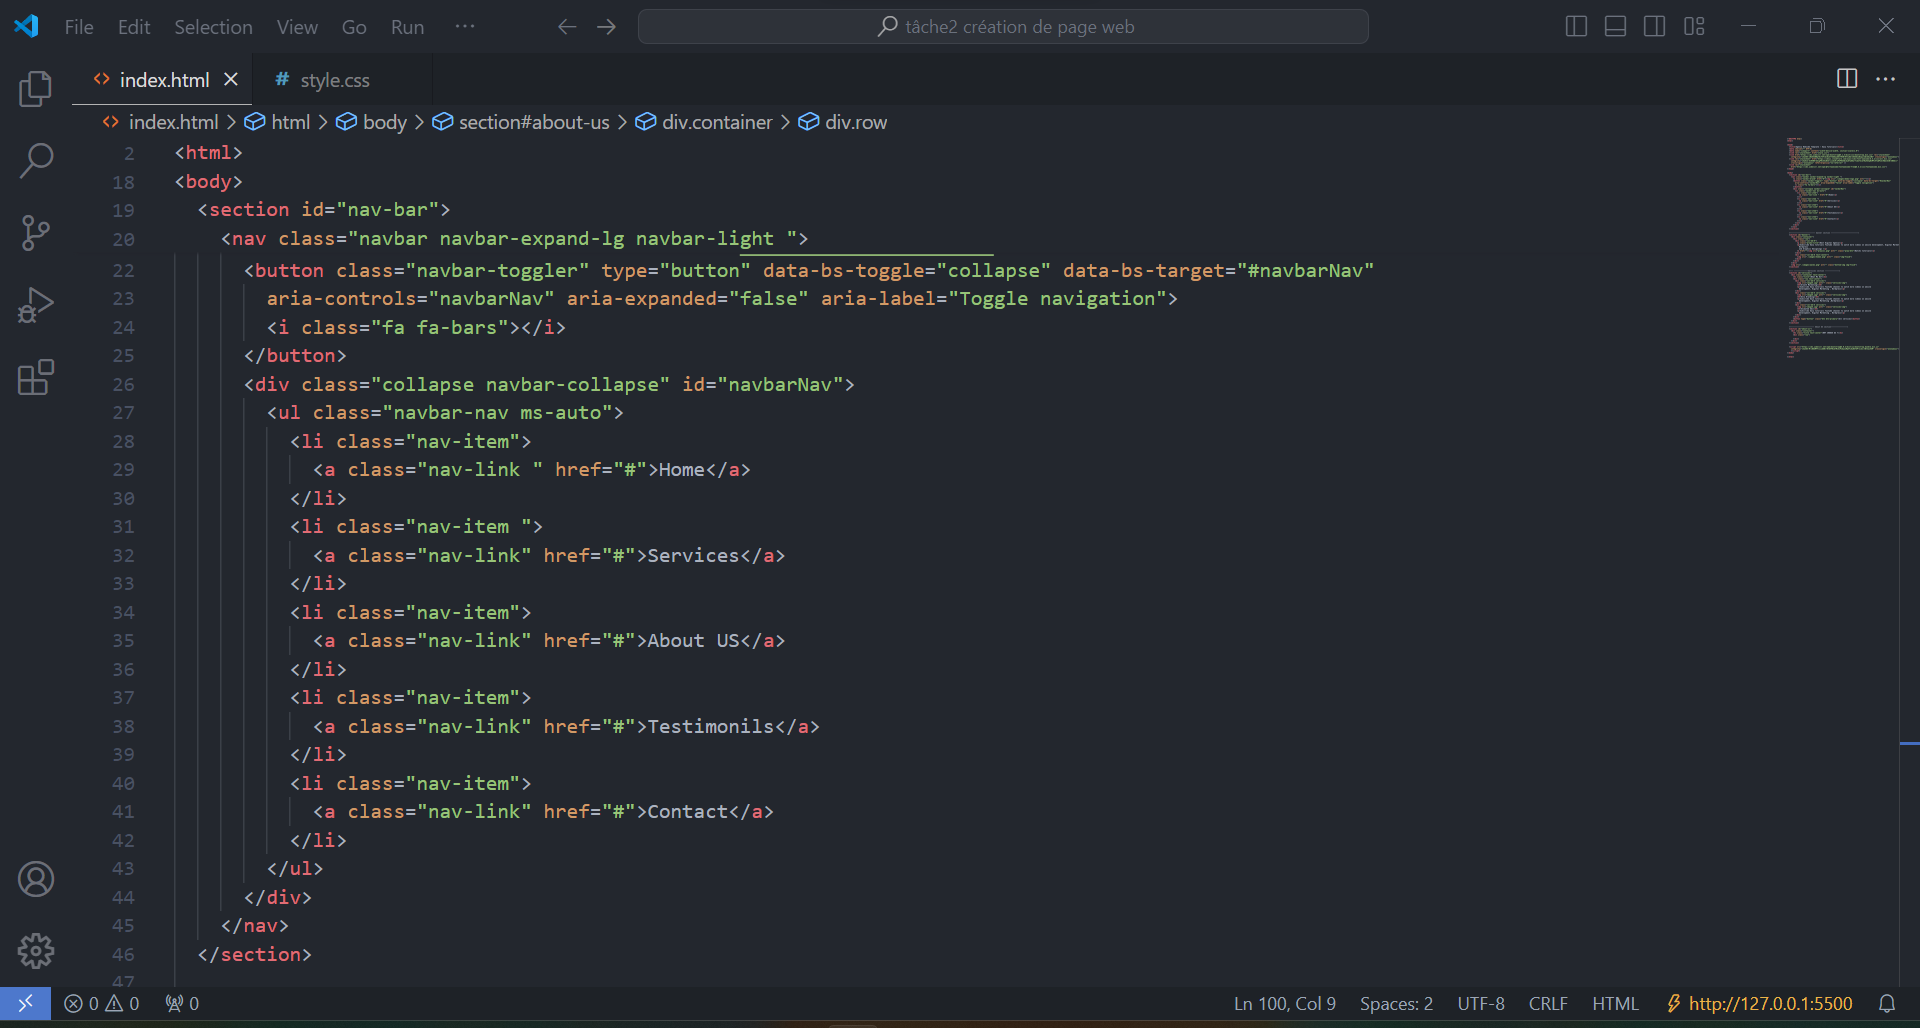 File Edit Selection View Go Run ··· tâche2 création de page web
index.html style.css
index.html > html > body > section#about-us > div.container > div.row
2 <html>
18 <body>
19 <section id="nav-bar">
20 <nav class="navbar navbar-expand-lg navbar-light ">
22 <button class="navbar-toggler" type="button" data-bs-toggle="collapse" data-bs-target="#navbarNav"
23 aria-controls="navbarNav" aria-expanded="false" aria-label="Toggle navigation">
24 <i class="fa fa-bars"></i>
25 </button>
26 <div class="collapse navbar-collapse" id="navbarNav">
27 <ul class="navbar-nav ms-auto">
28 <li class="nav-item">
29 <a class="nav-link " href="#">Home</a>
30 </li>
31 <li class="nav-item ">
32 <a class="nav-link" href="#">Services</a>
33 </li>
34 <li class="nav-item">
35 <a class="nav-link" href="#">About US</a>
36 </li>
37 <li class="nav-item">
38 <a class="nav-link" href="#">Testimonils</a>
39 </li>
40 <li class="nav-item">
41 <a class="nav-link" href="#">Contact</a>
42 </li>
43 </ul>
44 </div>
45 </nav>
46 </section>
47
0 0 0 Ln 100, Col 9 Spaces: 2 UTF-8 CRLF HTML http://127.0.0.1:5500